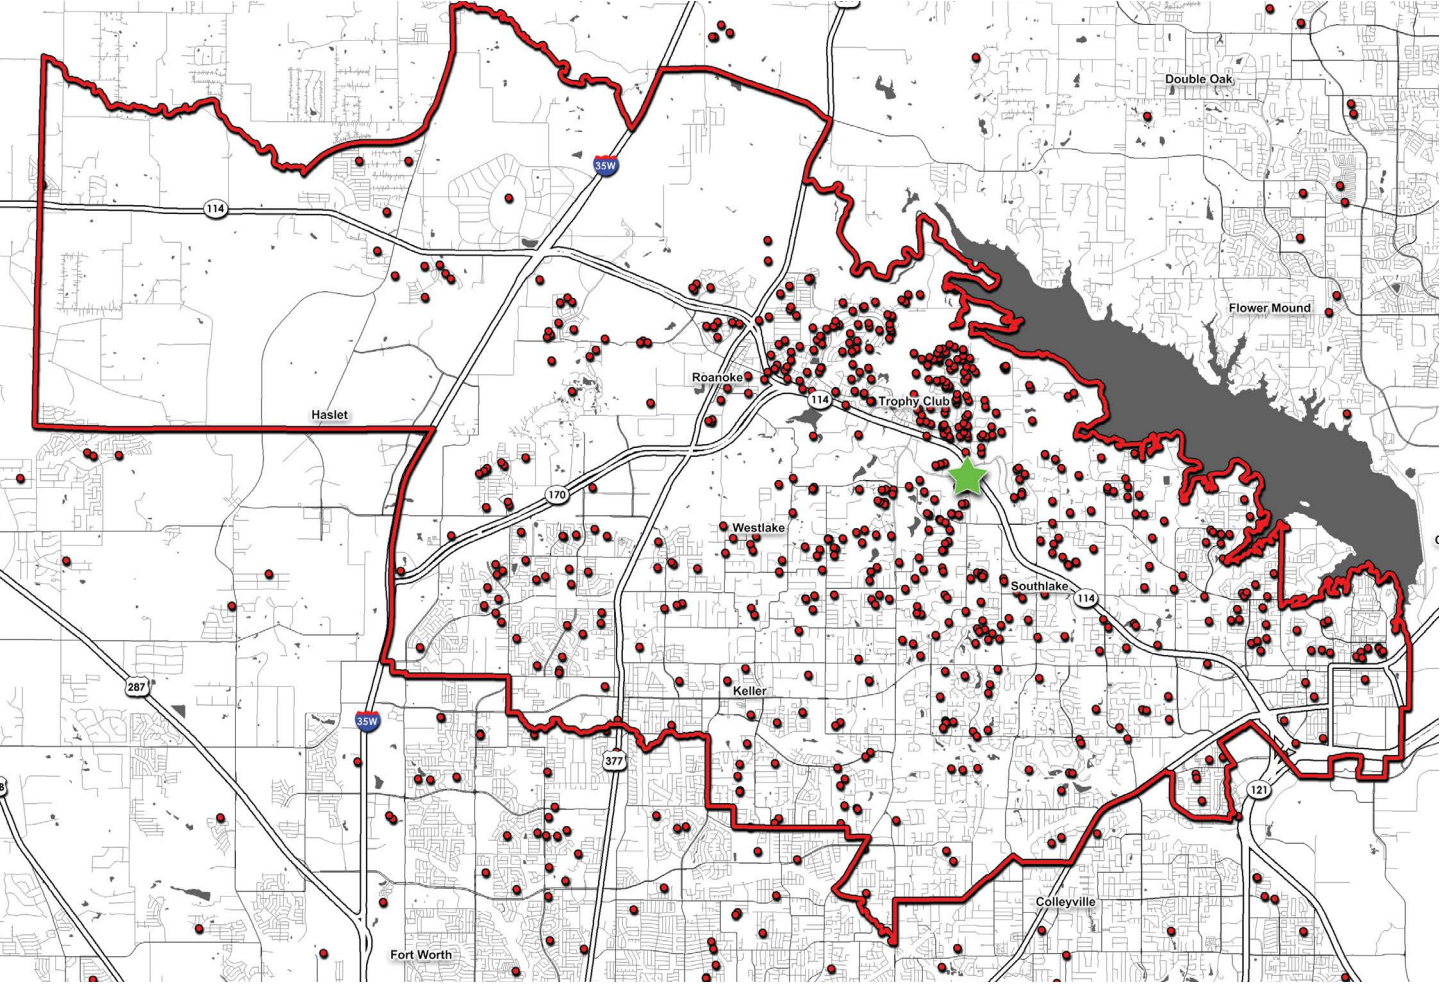 Double Oak
35W
114
Flower Mound
Roanoke
114
Trophy Club
Haslet
170
Westlake
Southlake
114
287
Keller
35W
377
121
Colleyville
Fort Worth